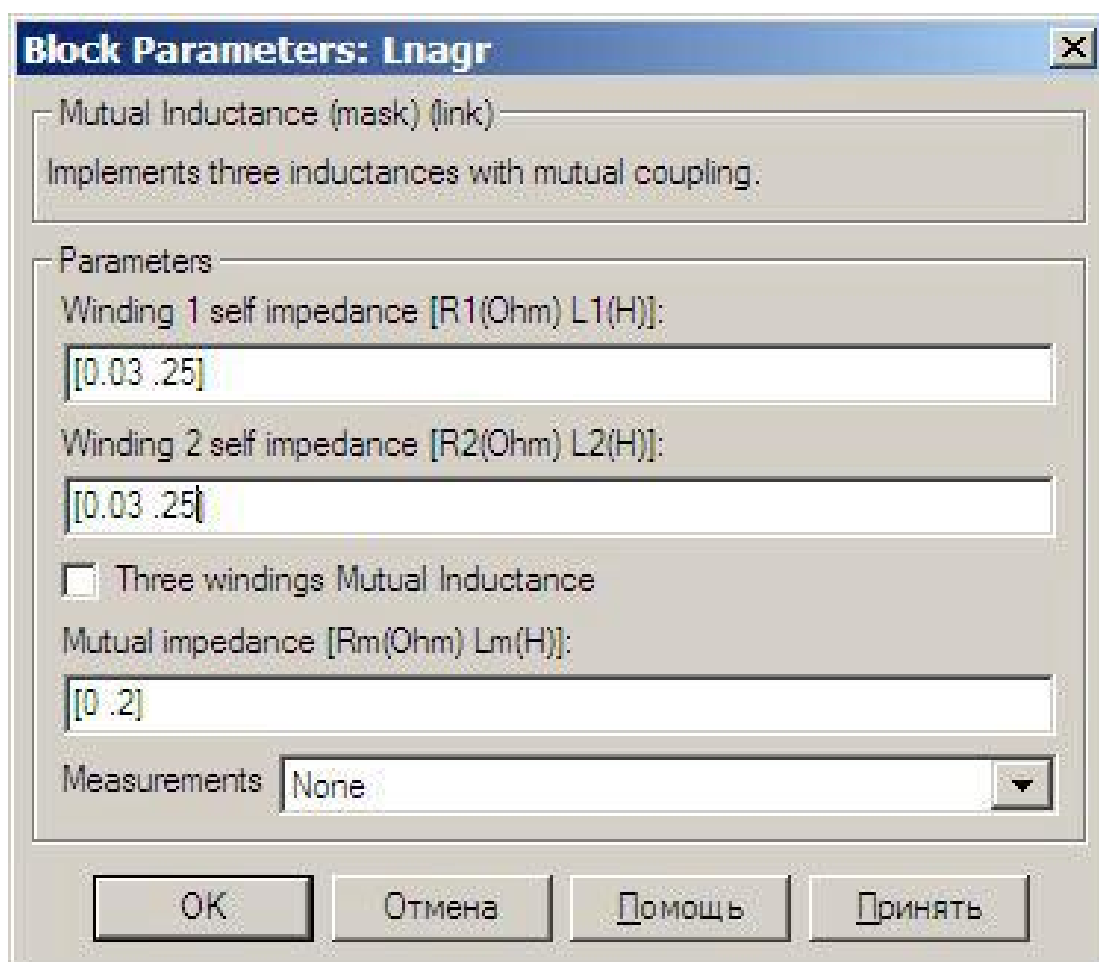 Block Parameters: Lnagr
Mutual Inductance (mask) (link)
Implements three inductances with mutual coupling.
Parameters
Winding 1 self impedance [R1(Ohm) L1(H)]:
[0.03 .25]
Winding 2 self impedance [R2(Ohm) L2(H)]:
[0.03 .25]
Three windings Mutual Inductance
Mutual impedance [Rm(Ohm) Lm(H)]:
[0 .2]
Measurements None
OK Отмена Помощь Принять